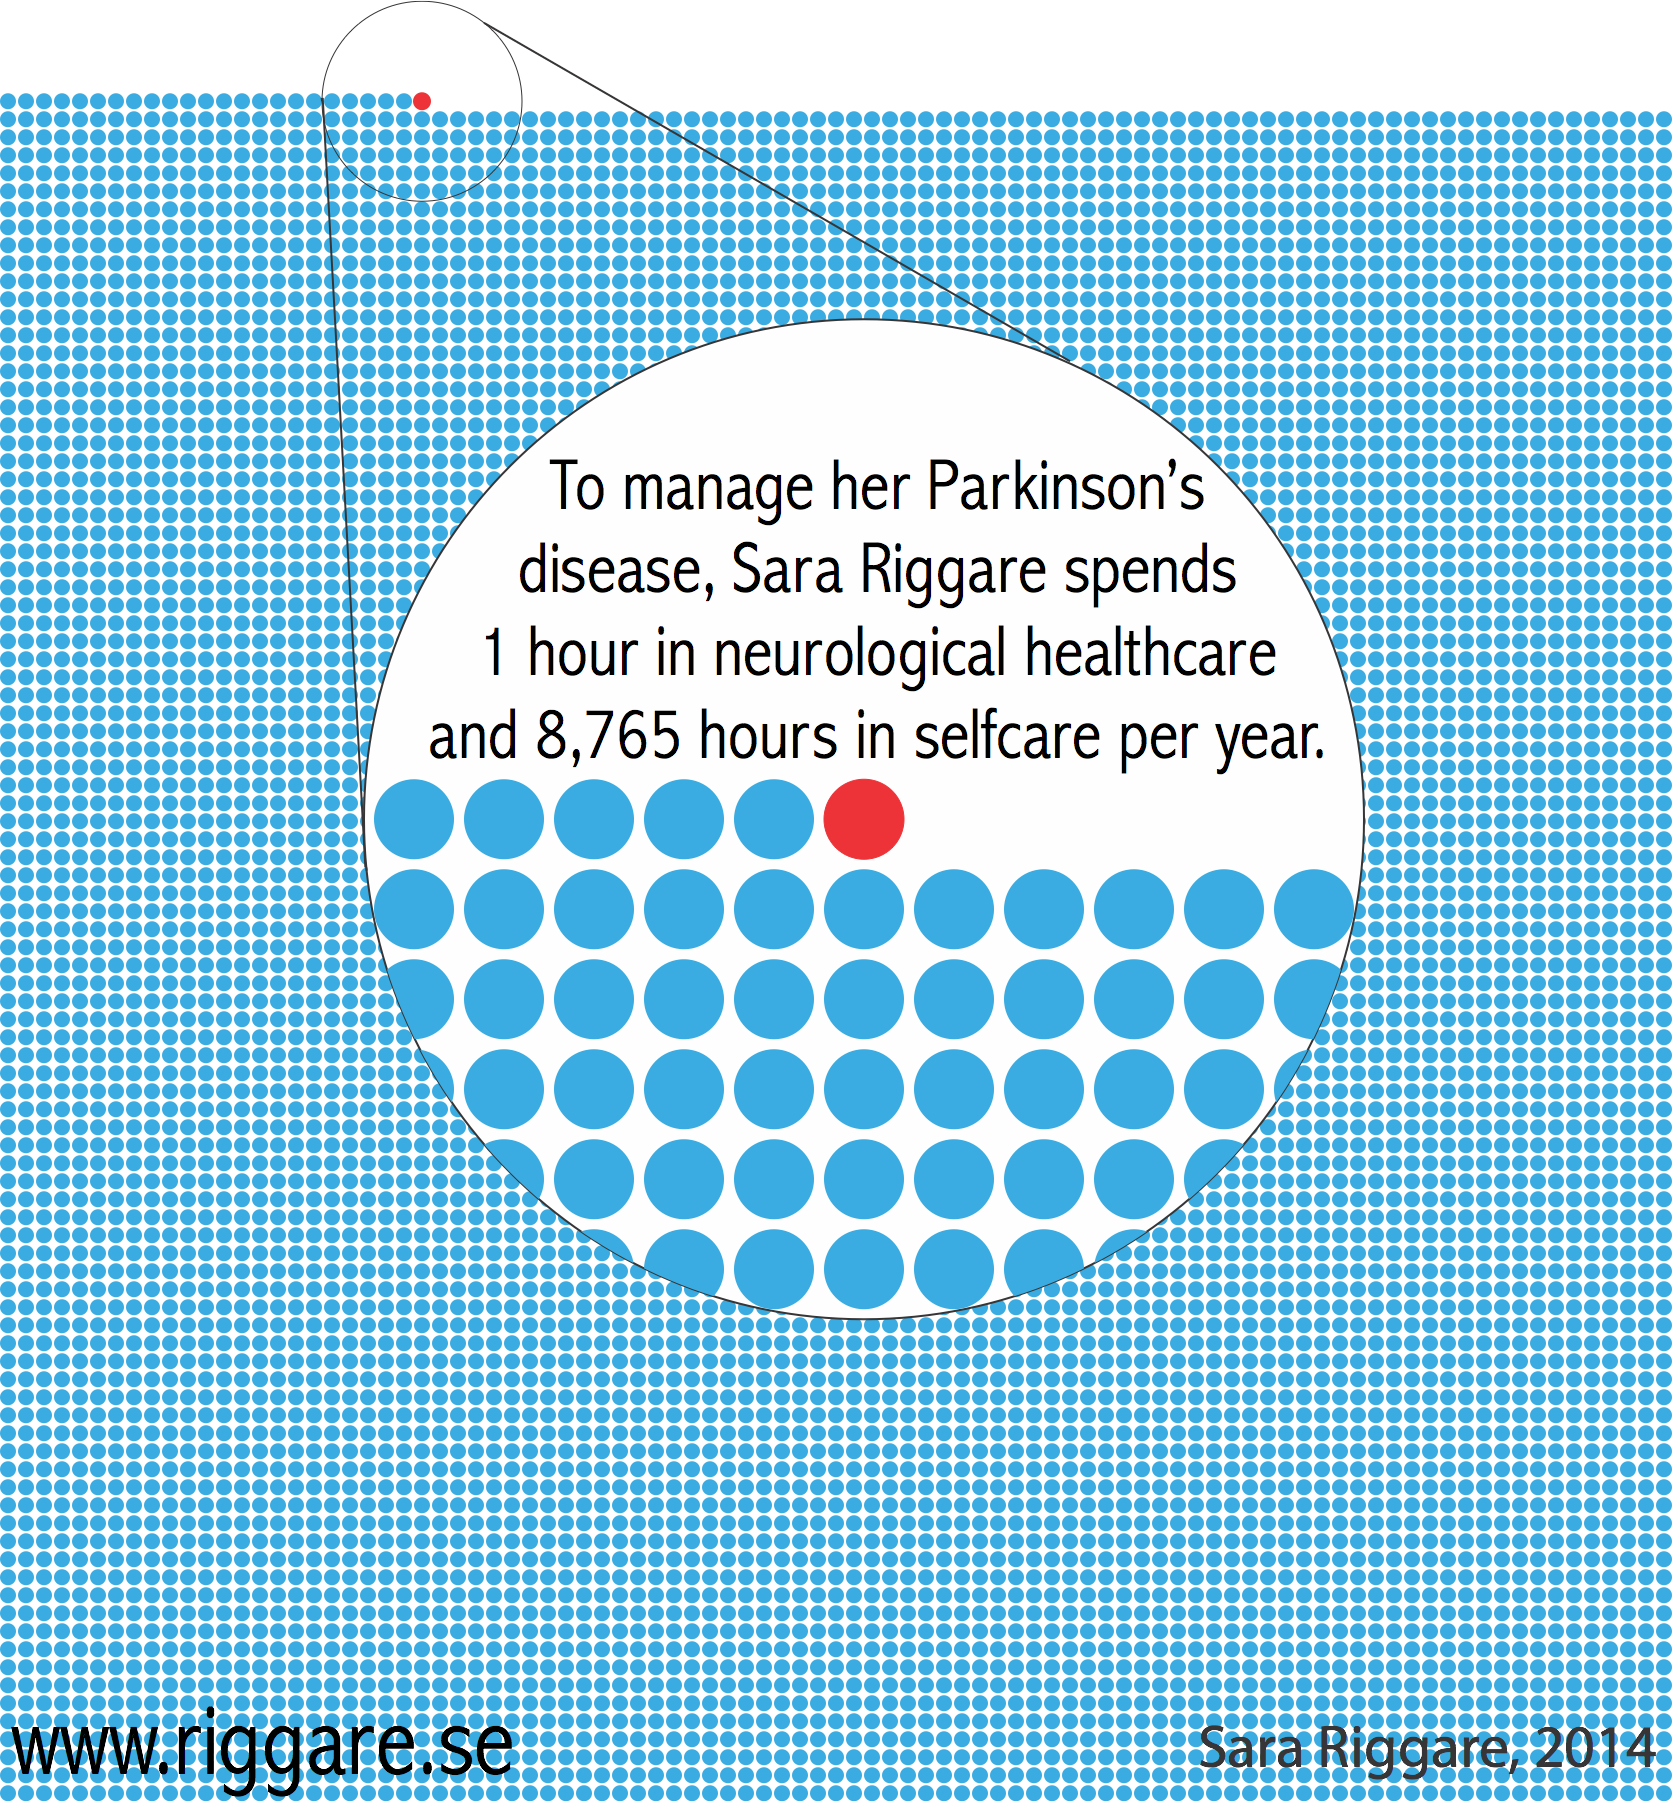 To manage her Parkinson’s
disease, Sara Riggare spends
1 hour in neurological healthcare
and 8,765 hours in selfcare per year.
www.riggare.se
Sara Riggare, 2014